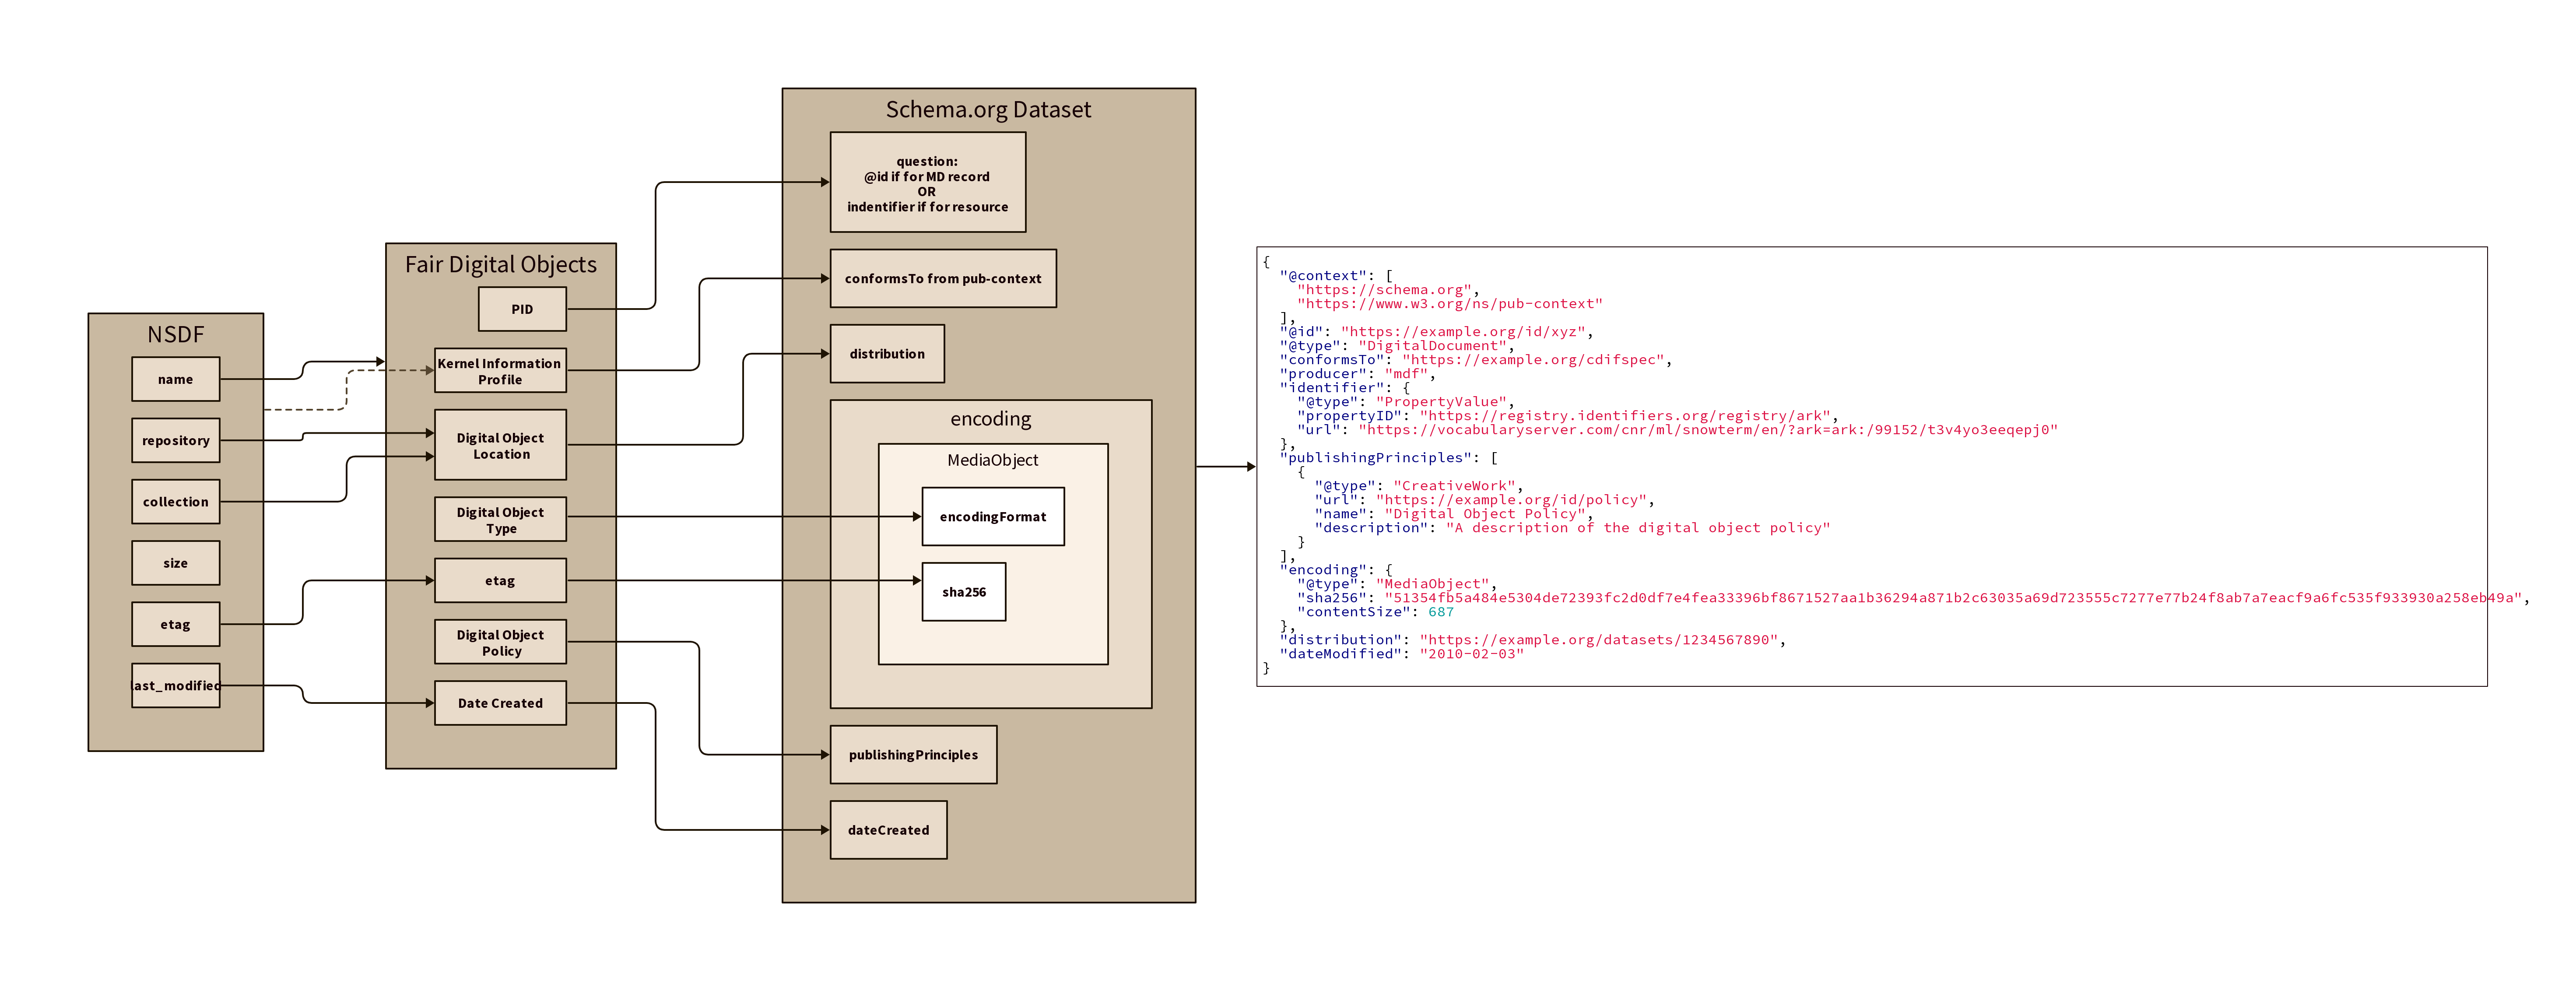 NSDF
name
repository
collection
size
etag
last_modified
Fair Digital Objects
PID
Kernel Information
Profile
Digital Object
Location
Digital Object
Type
etag
Digital Object
Policy
Date Created
Schema.org Dataset
question:
@id if for MD record
OR
indentifier if for resource
conformsTo from pub-context
distribution
encoding
MediaObject
encodingFormat
sha256
publishingPrinciples
dateCreated
{
"@context": [
"https://schema.org",
"https://www.w3.org/ns/pub-context"
],
"@id": "https://example.org/id/xyz",
"@type": "DigitalDocument",
"conformsTo": "https://example.org/cdifspec",
"producer": "mdf",
"identifier": {
"@type": "PropertyValue",
"propertyID": "https://registry.identifiers.org/registry/ark",
"url": "https://vocabularyserver.com/cnr/ml/snowterm/en/?ark=ark:/99152/t3v4yo3eeqepj0"
},
"publishingPrinciples": [
{
"@type": "CreativeWork",
"url": "https://example.org/id/policy",
"name": "Digital Object Policy",
"description": "A description of the digital object policy"
}
],
"encoding": {
"@type": "MediaObject",
"sha256": "51354fb5a484e5304de72393fc2d0df7e4fea33396bf8671527aa1b36294a871b2c63035a69d723555c7277e77b24f8ab7a7eacf9a6fc535f933930a258eb49a",
"contentSize": 687
},
"distribution": "https://example.org/datasets/1234567890",
"dateModified": "2010-02-03"
}